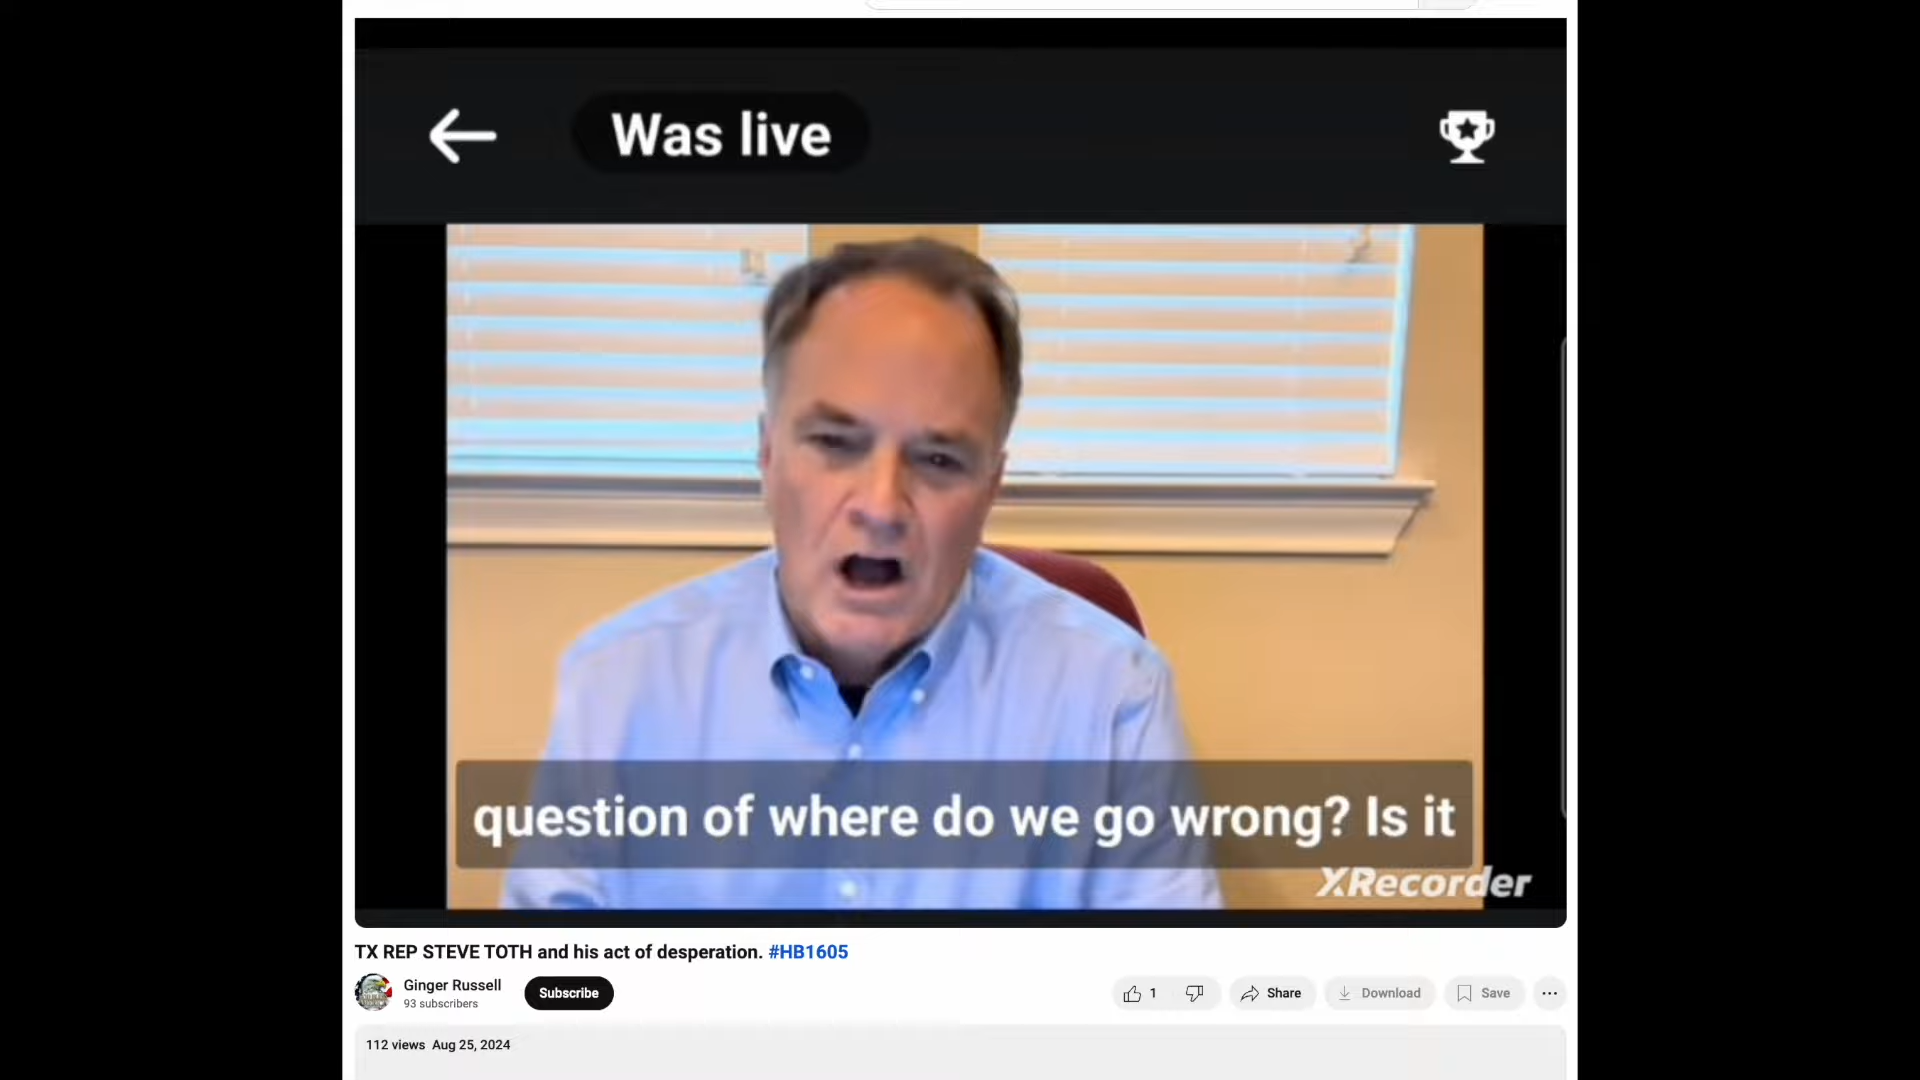 Was live
question of where do we go wrong? Is it
XRecorder
TX REP STEVE TOTH and his act of desperation. #HB1605
Ginger Russell
93 subscribers
Subscribe
1
Share
Download
Save
112 views Aug 25, 2024